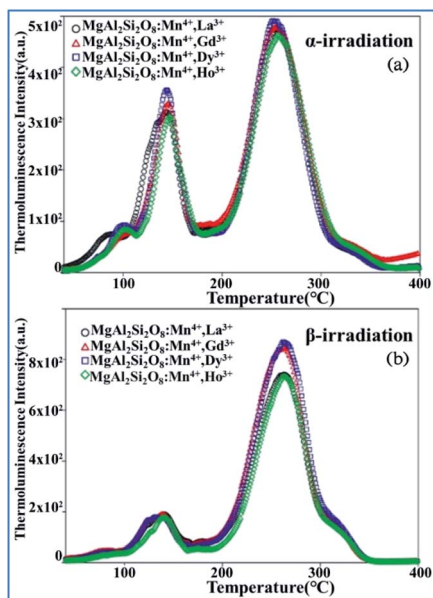 5x10²
MgAl₂Si₂O₈:Mn⁴⁺,La³⁺
α-irradiation
MgAl₂Si₂O₈:Mn⁴⁺,Gd³⁺
(a)
4x10²
MgAl₂Si₂O₈:Mn⁴⁺,Dy³⁺
MgAl₂Si₂O₈:Mn⁴⁺,Ho³⁺
3x10²
2x10²
1x10²
0
Thermoluminescence Intensity(a.u.)
100 200 300 400
Temperature(°C)
MgAl₂Si₂O₈:Mn⁴⁺,La³⁺
β-irradiation
8x10²
MgAl₂Si₂O₈:Mn⁴⁺,Gd³⁺
(b)
MgAl₂Si₂O₈:Mn⁴⁺,Dy³⁺
MgAl₂Si₂O₈:Mn⁴⁺,Ho³⁺
6x10²
4x10²
2x10²
0
Thermoluminescence Intensity(a.u.)
100 200 300 400
Temperature(°C)